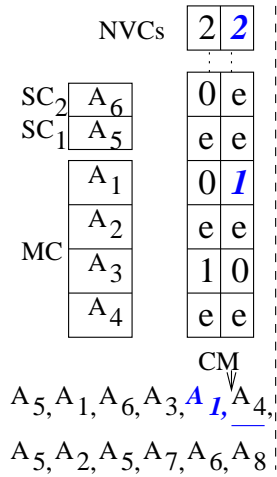 NVCs 2 2
SC2 A6 0 e
SC1 A5 e e
A1 0 1
A2 e e
MC
A3 1 0
A4 e e
CM
A5, A1, A6, A3, A1, A4,
A5, A2, A5, A7, A6, A8